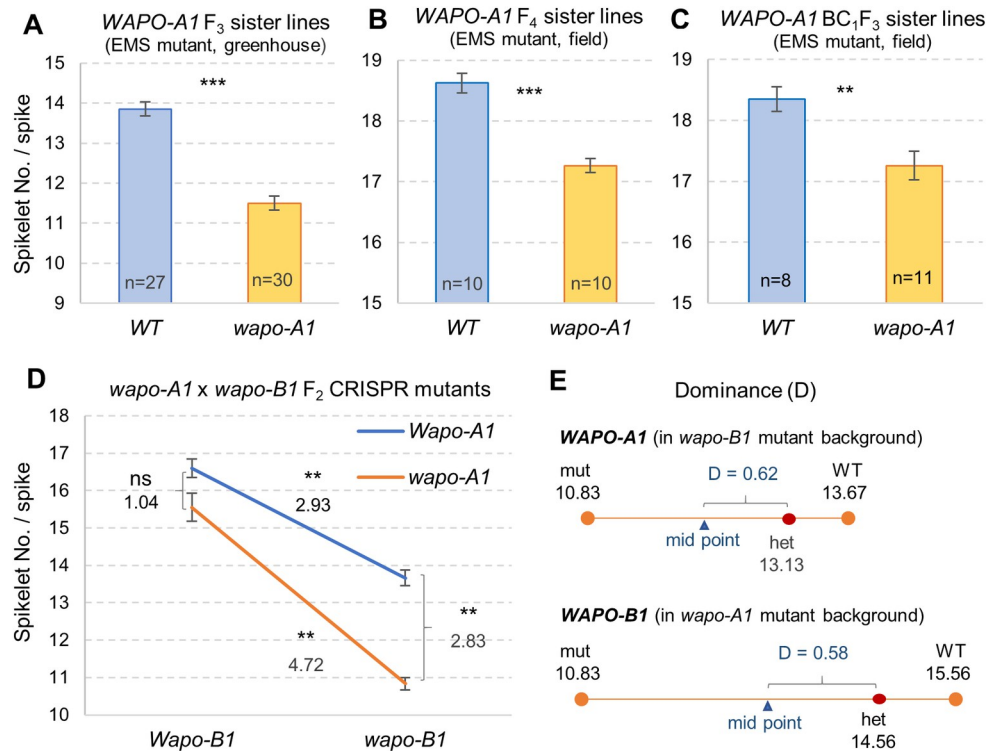 A
WAPO-A1 F₃ sister lines
(EMS mutant, greenhouse)
Spikelet No. / spike
15
14
13
12
11
10
9
***
n=27
n=30
WT
wapo-A1
B
WAPO-A1 F₄ sister lines
(EMS mutant, field)
19
18
17
16
15
***
n=10
n=10
WT
wapo-A1
C
WAPO-A1 BC₁F₃ sister lines
(EMS mutant, field)
19
18
17
16
15
**
n=8
n=11
WT
wapo-A1
D
wapo-A1 x wapo-B1 F₂ CRISPR mutants
Spikelet No. / spike
18
17
16
15
14
13
12
11
10
Wapo-A1
wapo-A1
ns
1.04
**
2.93
**
4.72
**
2.83
Wapo-B1
wapo-B1
E
Dominance (D)
WAPO-A1 (in wapo-B1 mutant background)
mut
10.83
D = 0.62
WT
13.67
mid point
het
13.13
WAPO-B1 (in wapo-A1 mutant background)
mut
10.83
D = 0.58
WT
15.56
mid point
het
14.56